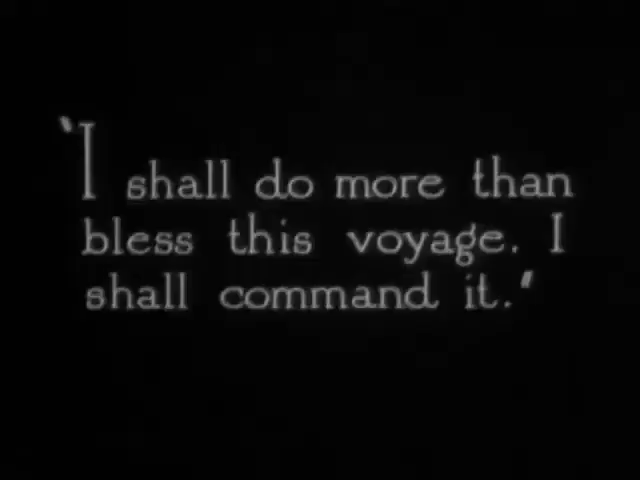 "I shall do more than
bless this voyage. I
shall command it."